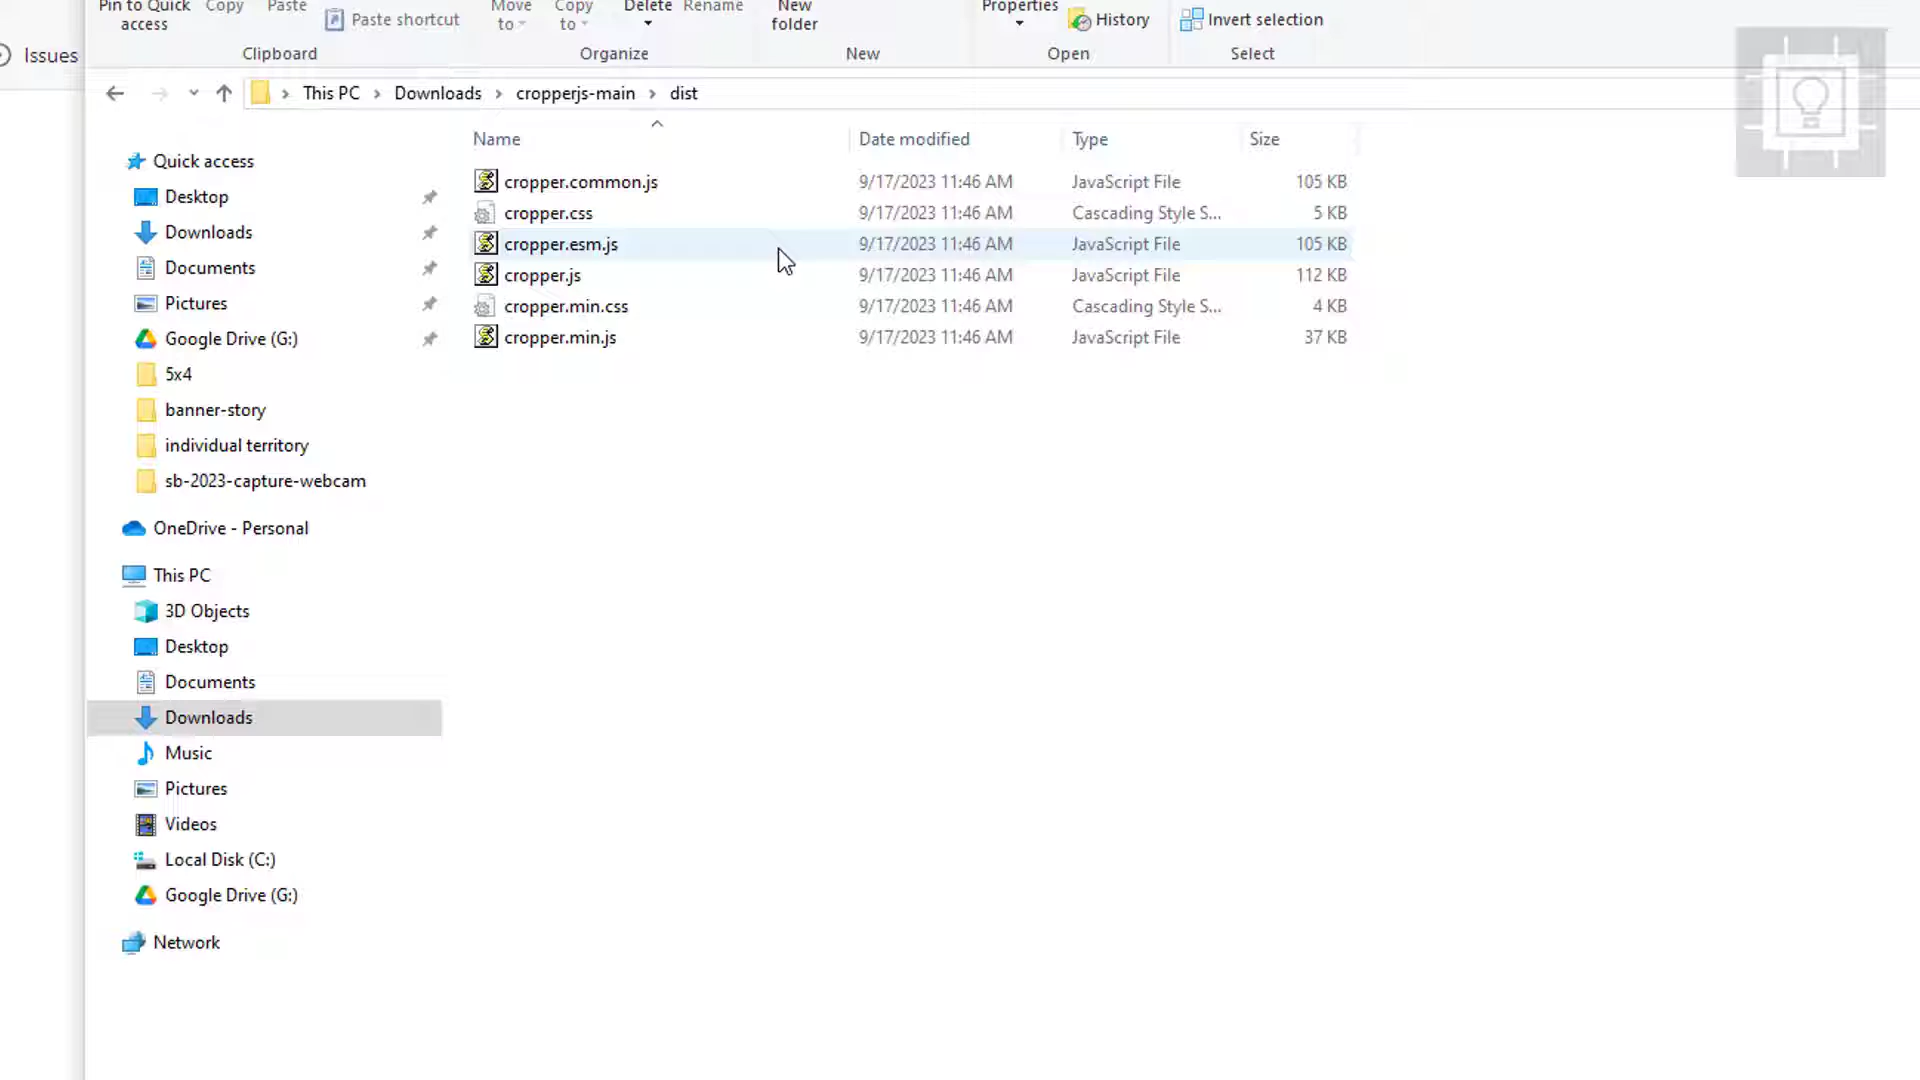 Pin to Quick access
Copy
Paste
Paste shortcut
Move to
Copy to
Delete
Rename
New folder
Properties
History
Invert selection
Clipboard
Organize
New
Open
Select
Issues
This PC > Downloads > cropperjs-main > dist
Name Date modified Type Size
cropper.common.js 9/17/2023 11:46 AM JavaScript File 105 KB
cropper.css 9/17/2023 11:46 AM Cascading Style S... 5 KB
cropper.esm.js 9/17/2023 11:46 AM JavaScript File 105 KB
cropper.js 9/17/2023 11:46 AM JavaScript File 112 KB
cropper.min.css 9/17/2023 11:46 AM Cascading Style S... 4 KB
cropper.min.js 9/17/2023 11:46 AM JavaScript File 37 KB
Quick access
Desktop
Downloads
Documents
Pictures
Google Drive (G:)
5x4
banner-story
individual territory
sb-2023-capture-webcam
OneDrive - Personal
This PC
3D Objects
Desktop
Documents
Downloads
Music
Pictures
Videos
Local Disk (C:)
Google Drive (G:)
Network